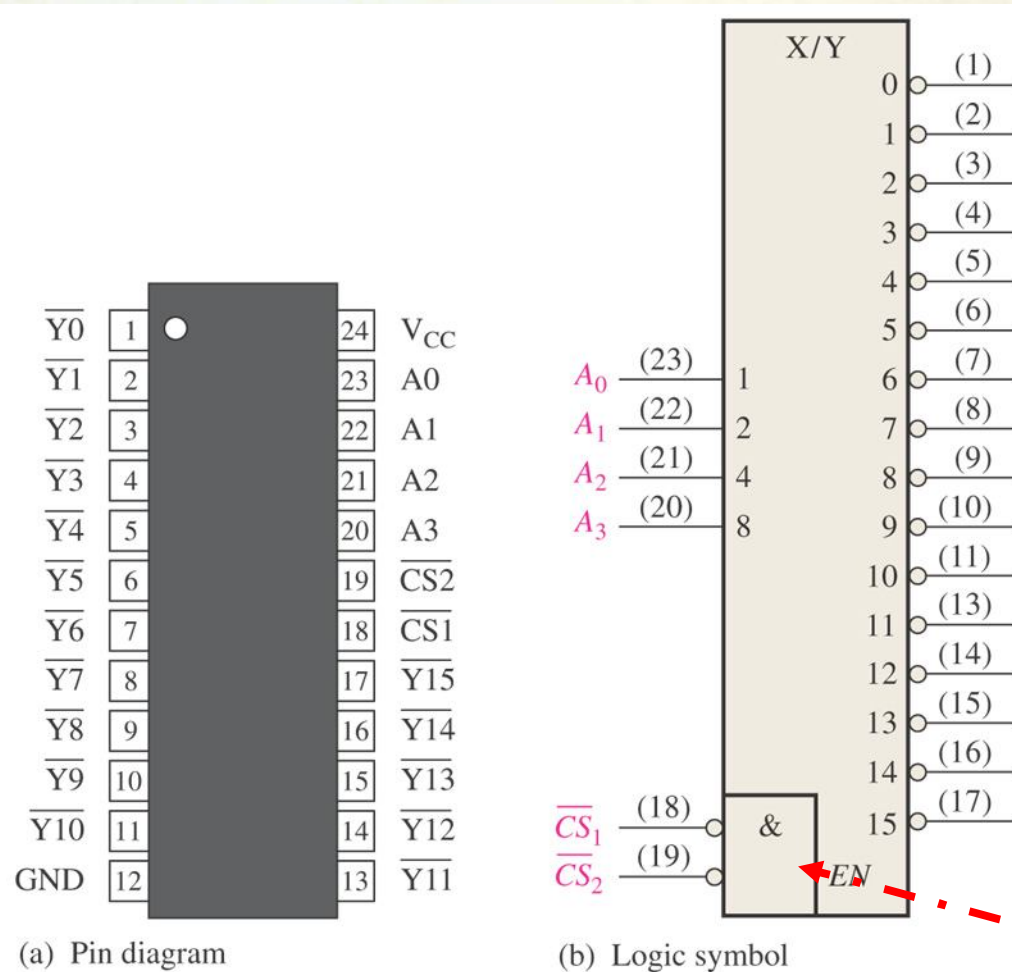 Y0 1 24 VCC
Y1 2 23 A0
Y2 3 22 A1
Y3 4 21 A2
Y4 5 20 A3
Y5 6 19 CS2
Y6 7 18 CS1
Y7 8 17 Y15
Y8 9 16 Y14
Y9 10 15 Y13
Y10 11 14 Y12
GND 12 13 Y11
(a) Pin diagram
X/Y
0 (1)
1 (2)
2 (3)
3 (4)
4 (5)
5 (6)
A0 (23) 1 6 (7)
A1 (22) 2 7 (8)
A2 (21) 4 8 (9)
A3 (20) 8 9 (10)
10 (11)
11 (13)
12 (14)
13 (15)
14 (16)
CS1 (18) & 15 (17)
CS2 (19) EN
(b) Logic symbol